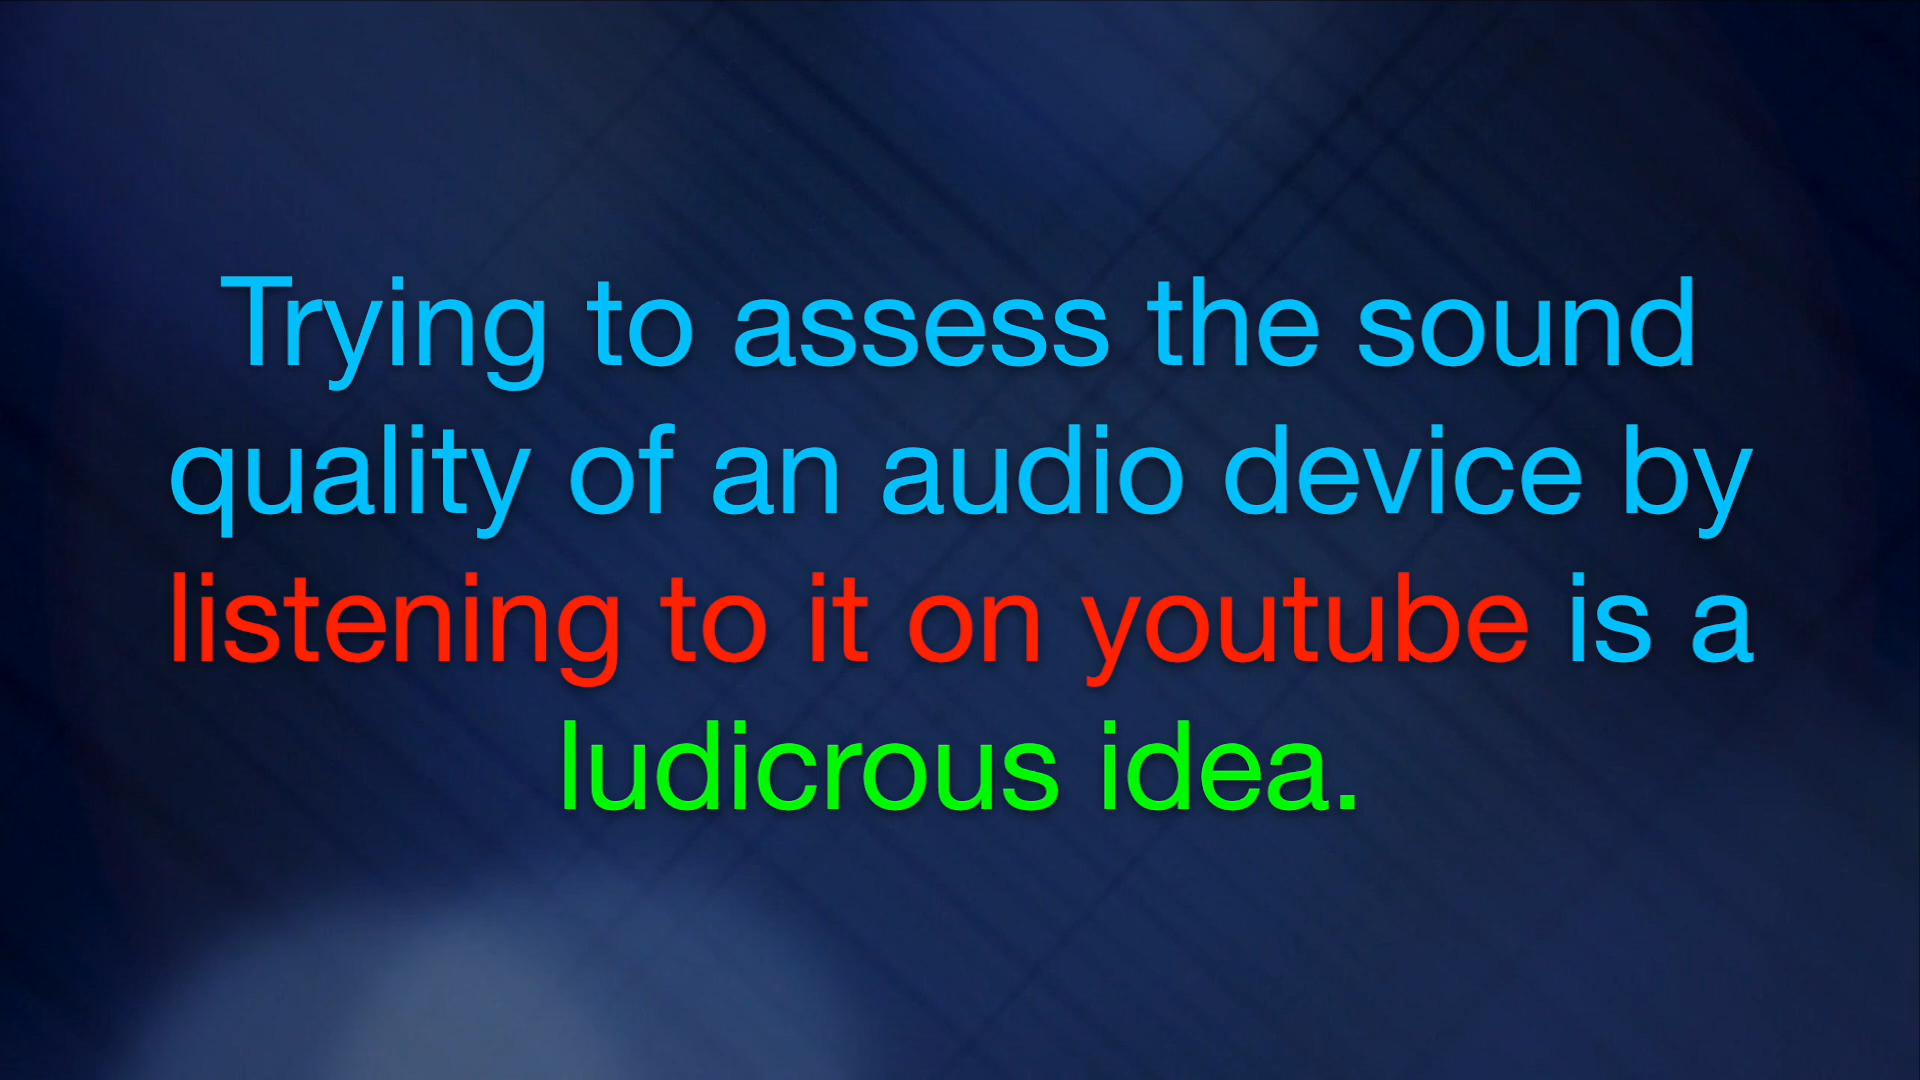 Trying to assess the sound
quality of an audio device by
listening to it on youtube is a
ludicrous idea.